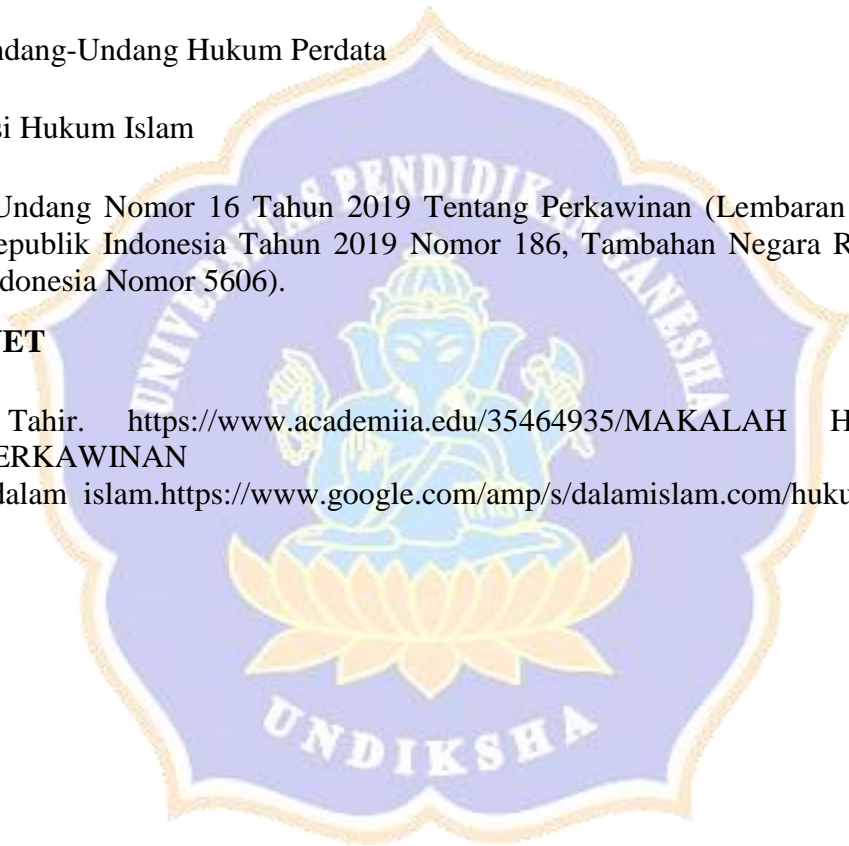 ndang-Undang Hukum Perdata
si Hukum Islam
Undang Nomor 16 Tahun 2019 Tentang Perkawinan (Lembaran
epublik Indonesia Tahun 2019 Nomor 186, Tambahan Negara R
donesia Nomor 5606).
ET
Tahir. https://www.academiia.edu/35464935/MAKALAH H
ERKAWINAN
dalam islam.https://www.google.com/amp/s/dalamislam.com/huku
UNIVERSITAS PENDIDIKAN GANESHA
UNDIKSHA